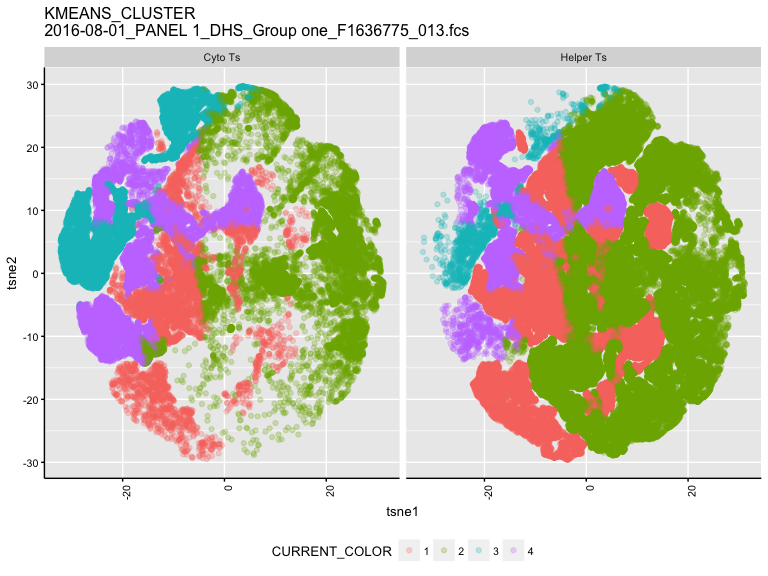 KMEANS_CLUSTER
2016-08-01_PANEL 1_DHS_Group one_F1636775_013.fcs
Cyto Ts Helper Ts
30
20
10
0
-10
-20
-30
tsne2
-20 0 20 -20 0 20
tsne1
CURRENT_COLOR 1 2 3 4